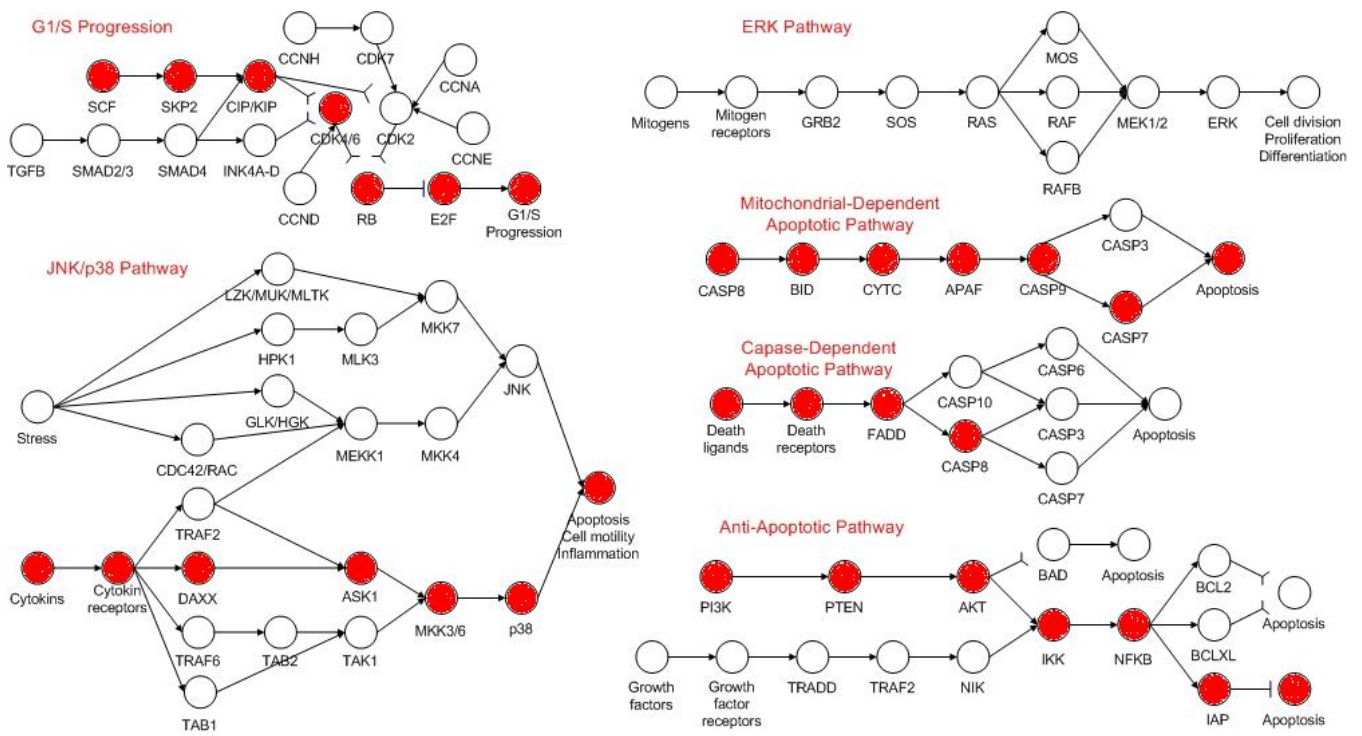 G1/S Progression
CCNH
CDK7
CCNA
SCF
SKP2
CIP/KIP
CDK4/6
CDK2
TGFB
SMAD2/3
SMAD4
INK4A-D
CCNE
CCND
RB
E2F
G1/S
Progression
ERK Pathway
MOS
Mitogens
Mitogen
receptors
GRB2
SOS
RAS
RAF
MEK1/2
ERK
Cell division
Proliferation
Differentiation
RAFB
Mitochondrial-Dependent
Apoptotic Pathway
CASP3
CASP8
BID
CYTC
APAF
CASP9
Apoptosis
CASP7
JNK/p38 Pathway
LZK/MUK/MLTK
MKK7
HPK1
MLK3
JNK
Stress
GLK/HGK
CDC42/RAC
MEKK1
MKK4
TRAF2
Apoptosis
Cell motility
Inflammation
Cytokins
Cytokin
receptors
DAXX
ASK1
MKK3/6
p38
TRAF6
TAB2
TAK1
TAB1
Capase-Dependent
Apoptotic Pathway
CASP6
CASP10
Death
ligands
Death
receptors
FADD
CASP3
Apoptosis
CASP8
CASP7
Anti-Apoptotic Pathway
BAD
Apoptosis
PI3K
PTEN
AKT
BCL2
Apoptosis
IKK
NFKB
BCLXL
Growth
factors
Growth
factor
receptors
TRADD
TRAF2
NIK
IAP
Apoptosis